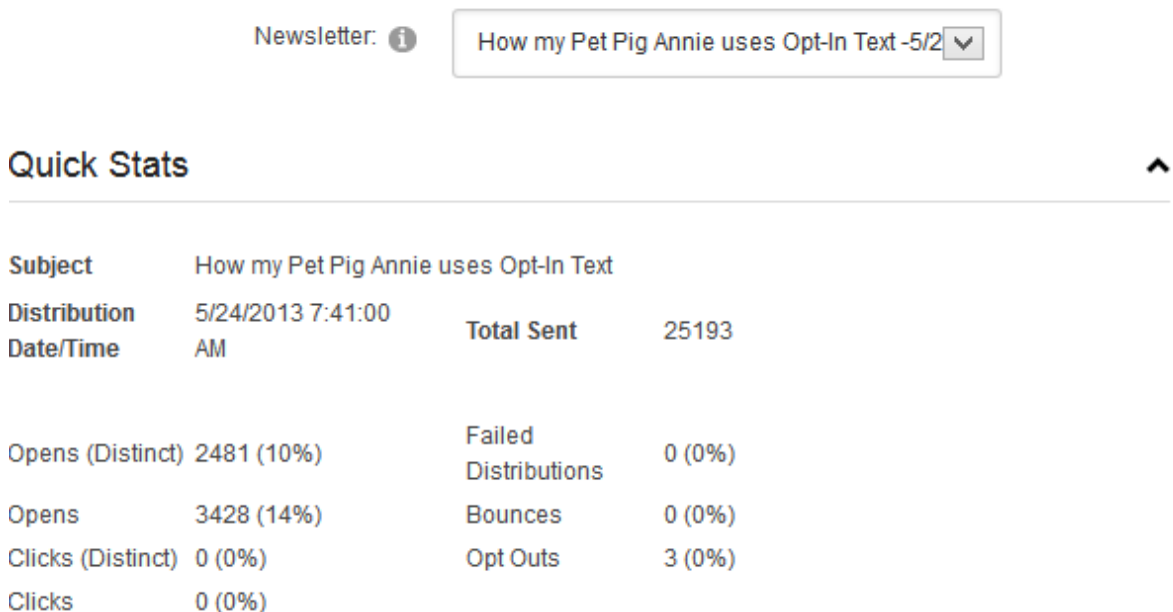 Newsletter:
How my Pet Pig Annie uses Opt-In Text -5/2
Quick Stats
Subject How my Pet Pig Annie uses Opt-In Text
Distribution Date/Time 5/24/2013 7:41:00 AM Total Sent 25193
Opens (Distinct) 2481 (10%) Failed Distributions 0 (0%)
Opens 3428 (14%) Bounces 0 (0%)
Clicks (Distinct) 0 (0%) Opt Outs 3 (0%)
Clicks 0 (0%)